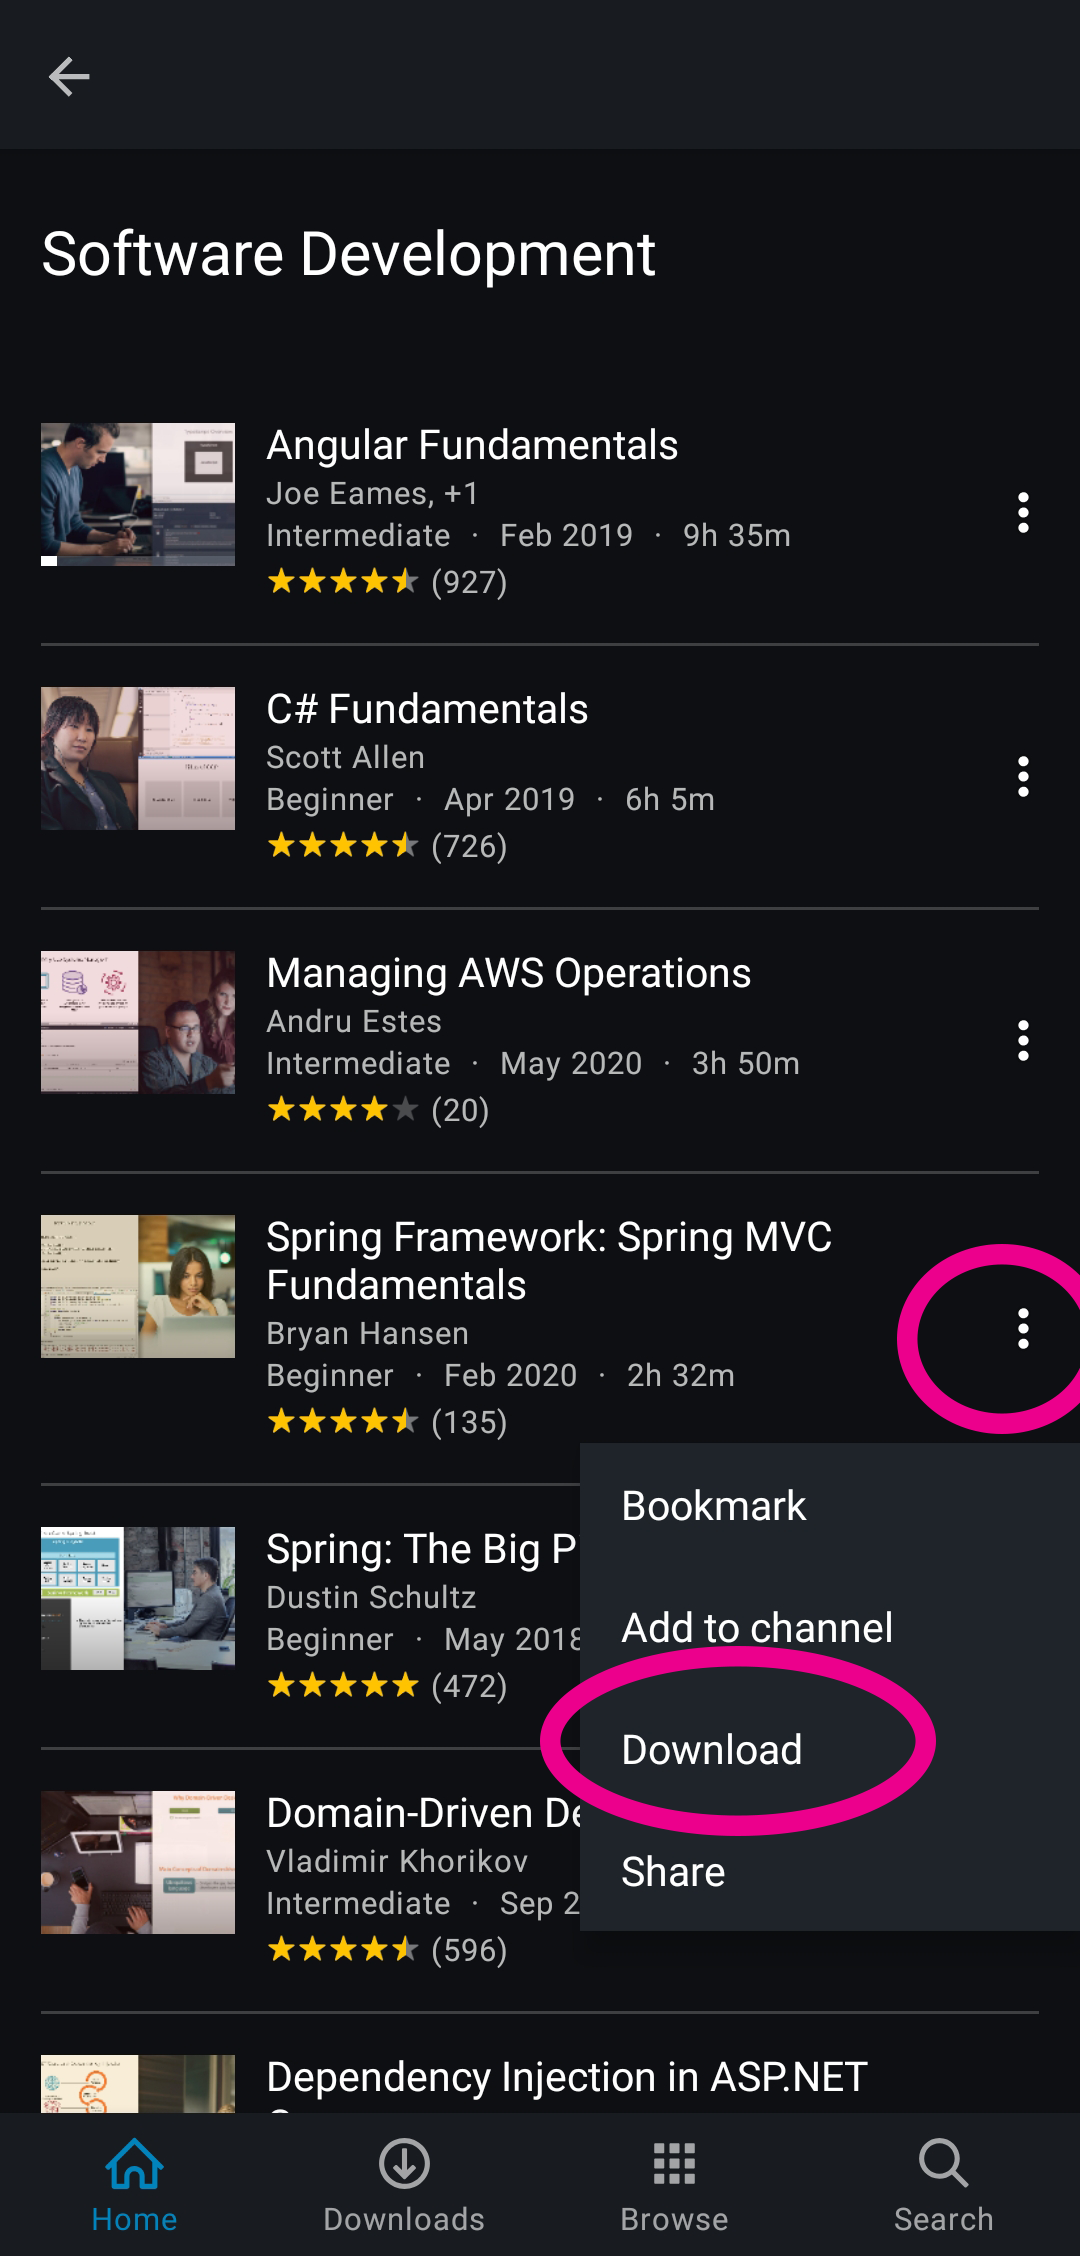 Software Development
Angular Fundamentals
Joe Eames, +1
Intermediate · Feb 2019 · 9h 35m
(927)
C# Fundamentals
Scott Allen
Beginner · Apr 2019 · 6h 5m
(726)
Managing AWS Operations
Andru Estes
Intermediate · May 2020 · 3h 50m
(20)
Spring Framework: Spring MVC
Fundamentals
Bryan Hansen
Beginner · Feb 2020 · 2h 32m
(135)
Spring: The Big P
Dustin Schultz
Beginner · May 2018
(472)
Domain-Driven De
Vladimir Khorikov
Intermediate · Sep 2
(596)
Bookmark
Add to channel
Download
Share
Dependency Injection in ASP.NET
Home
Downloads
Browse
Search